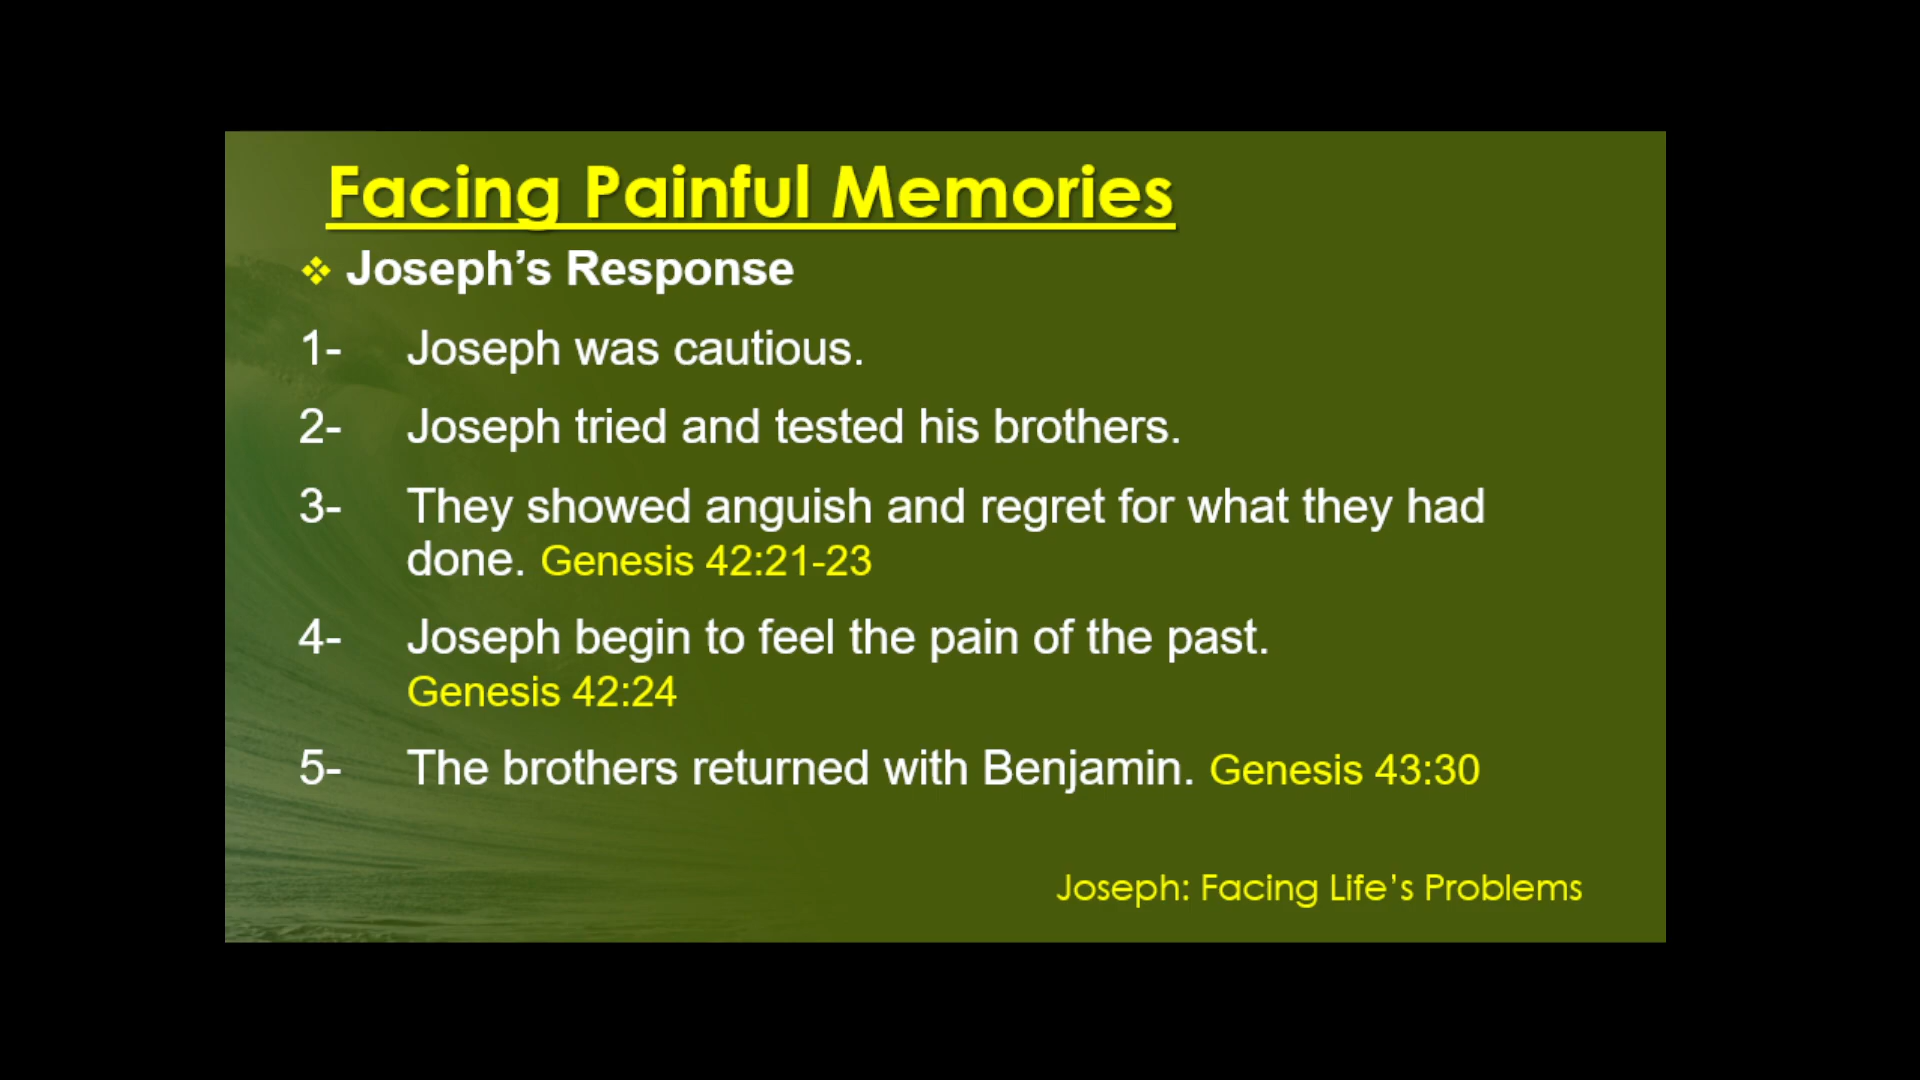 Facing Painful Memories
❖ Joseph’s Response
1- Joseph was cautious.
2- Joseph tried and tested his brothers.
3- They showed anguish and regret for what they had
done. Genesis 42:21-23
4- Joseph begin to feel the pain of the past.
Genesis 42:24
5- The brothers returned with Benjamin. Genesis 43:30
Joseph: Facing Life’s Problems